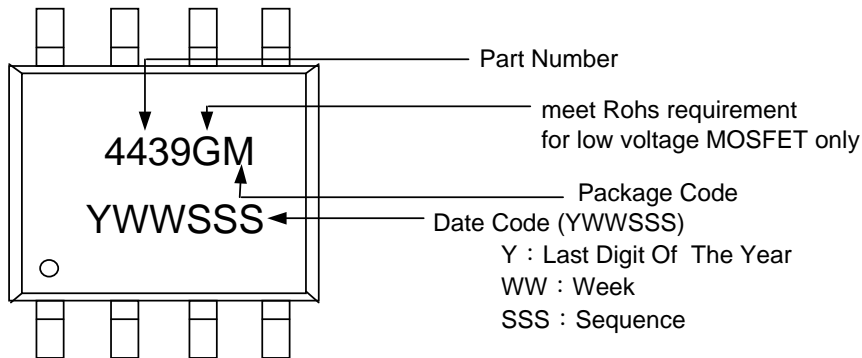 Part Number
meet Rohs requirement
for low voltage MOSFET only
4439GM
Package Code
YWWSSS
Date Code (YWWSSS)
Y：Last Digit Of The Year
WW：Week
SSS：Sequence